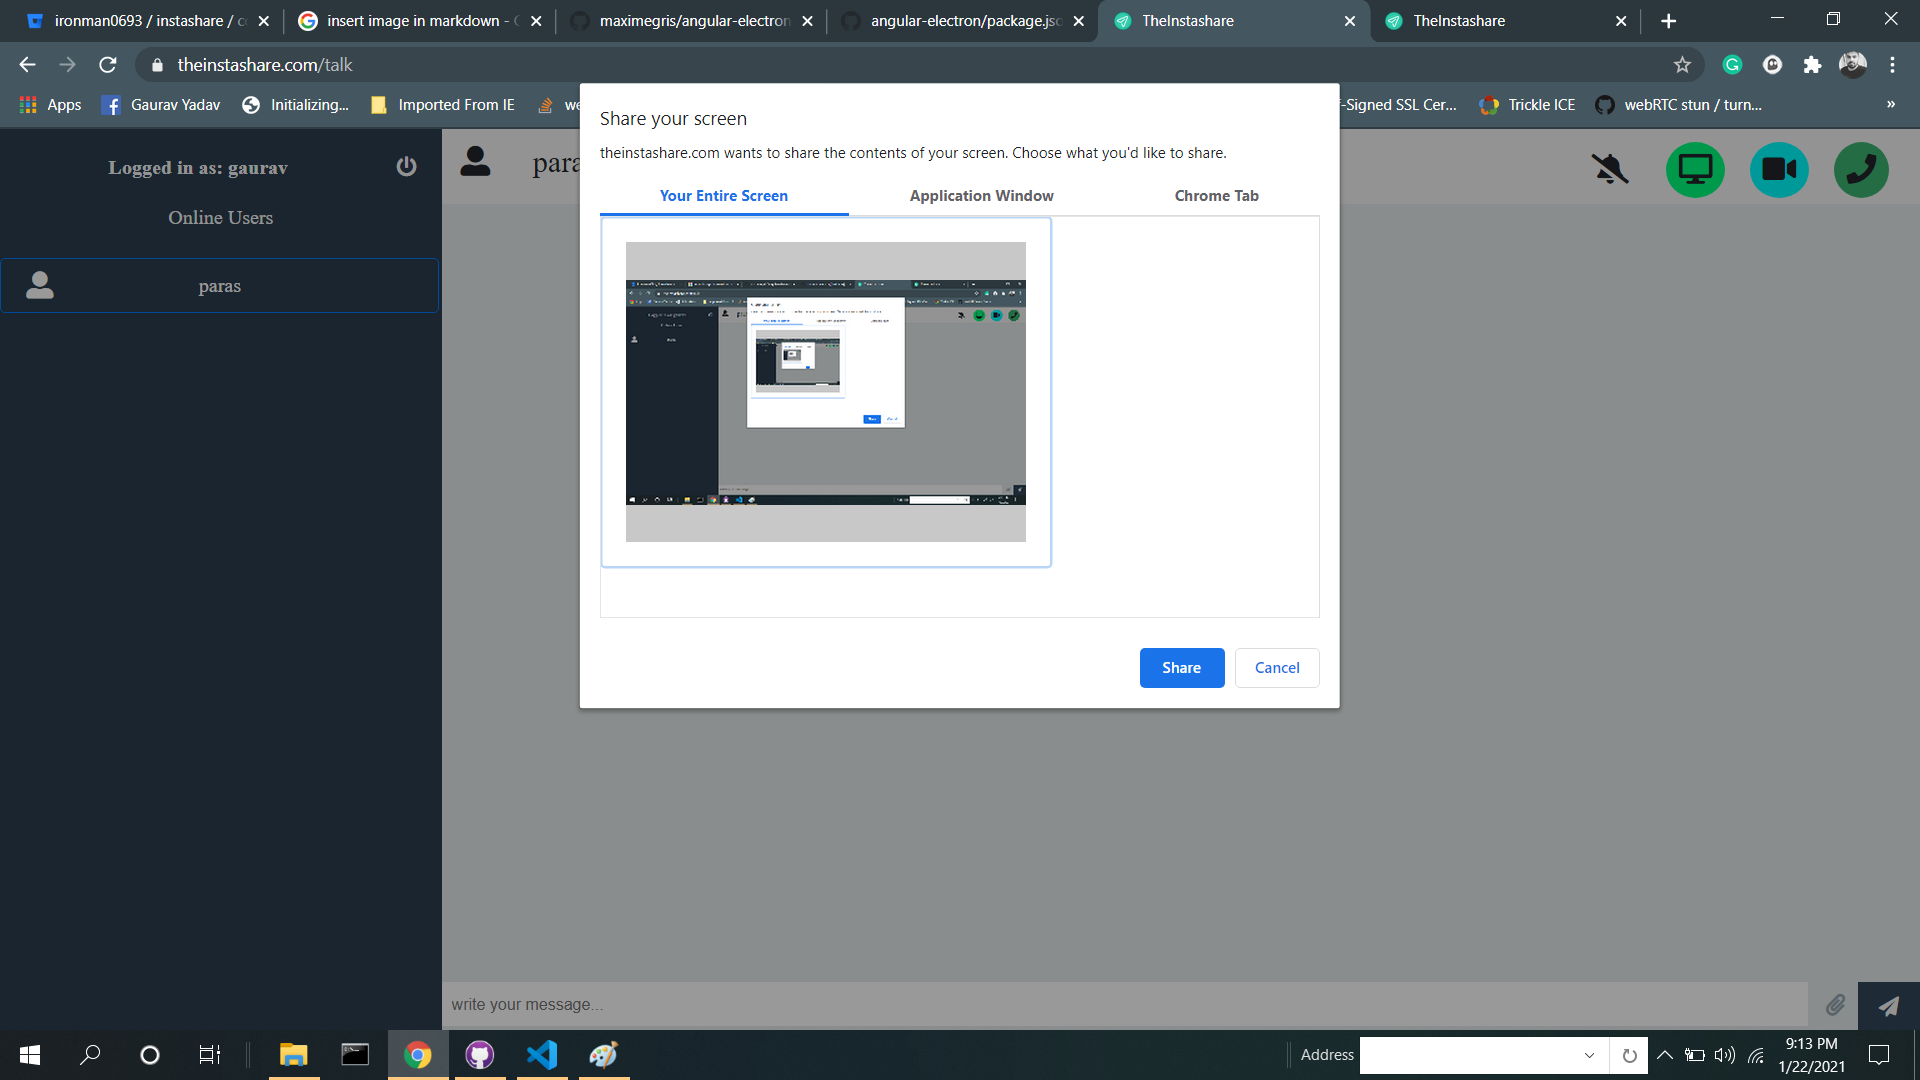 ironman0693 / instashare / c
insert image in markdown -
maximegris/angular-electron
angular-electron/package.jso
TheInstashare
TheInstashare
theinstashare.com/talk
Apps
Gaurav Yadav
Initializing...
Imported From IE
we
-Signed SSL Cer...
Trickle ICE
webRTC stun / turn...
»
Logged in as: gaurav
Online Users
paras
para
Share your screen
theinstashare.com wants to share the contents of your screen. Choose what you'd like to share.
Your Entire Screen
Application Window
Chrome Tab
Share
Cancel
write your message...
Address
9:13 PM
1/22/2021